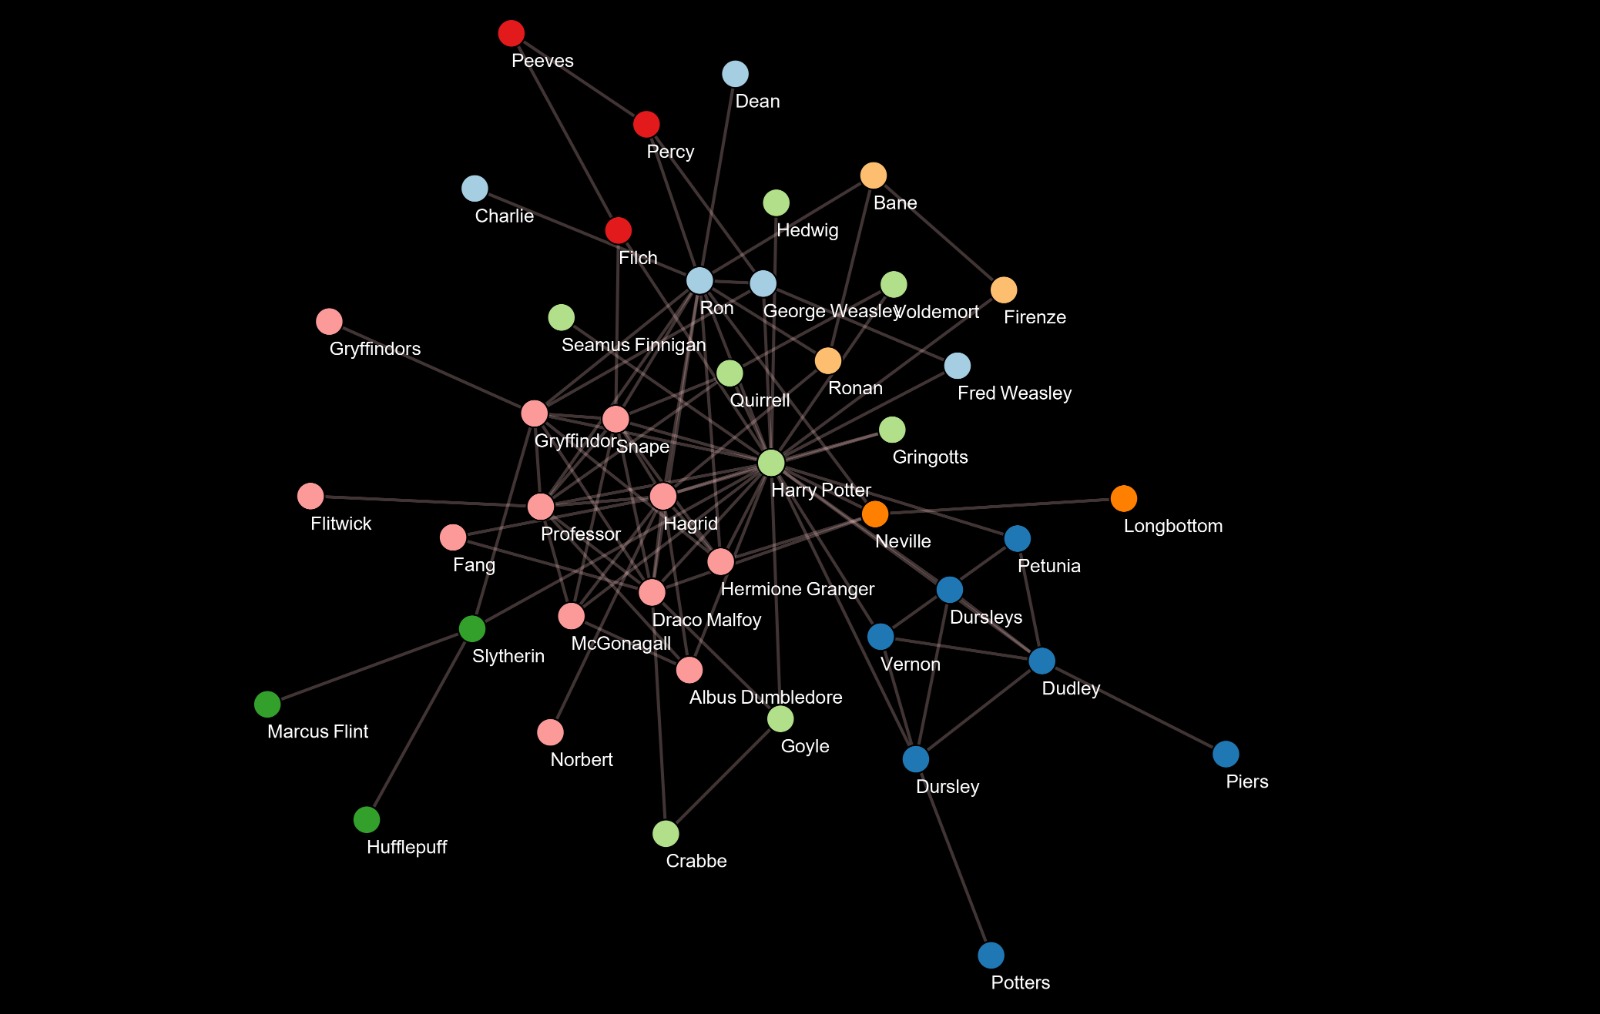 Peeves
Dean
Percy
Bane
Charlie
Hedwig
Filch
Ron
George Weasley
Voldemort
Firenze
Seamus Finnigan
Gryffindors
Ronan
Fred Weasley
Quirrell
Gryffindor
Snape
Gringotts
Harry Potter
Flitwick
Hagrid
Longbottom
Professor
Neville
Fang
Petunia
Hermione Granger
Dursleys
Draco Malfoy
McGonagall
Slytherin
Vernon
Dudley
Albus Dumbledore
Marcus Flint
Goyle
Norbert
Piers
Dursley
Hufflepuff
Crabbe
Potters